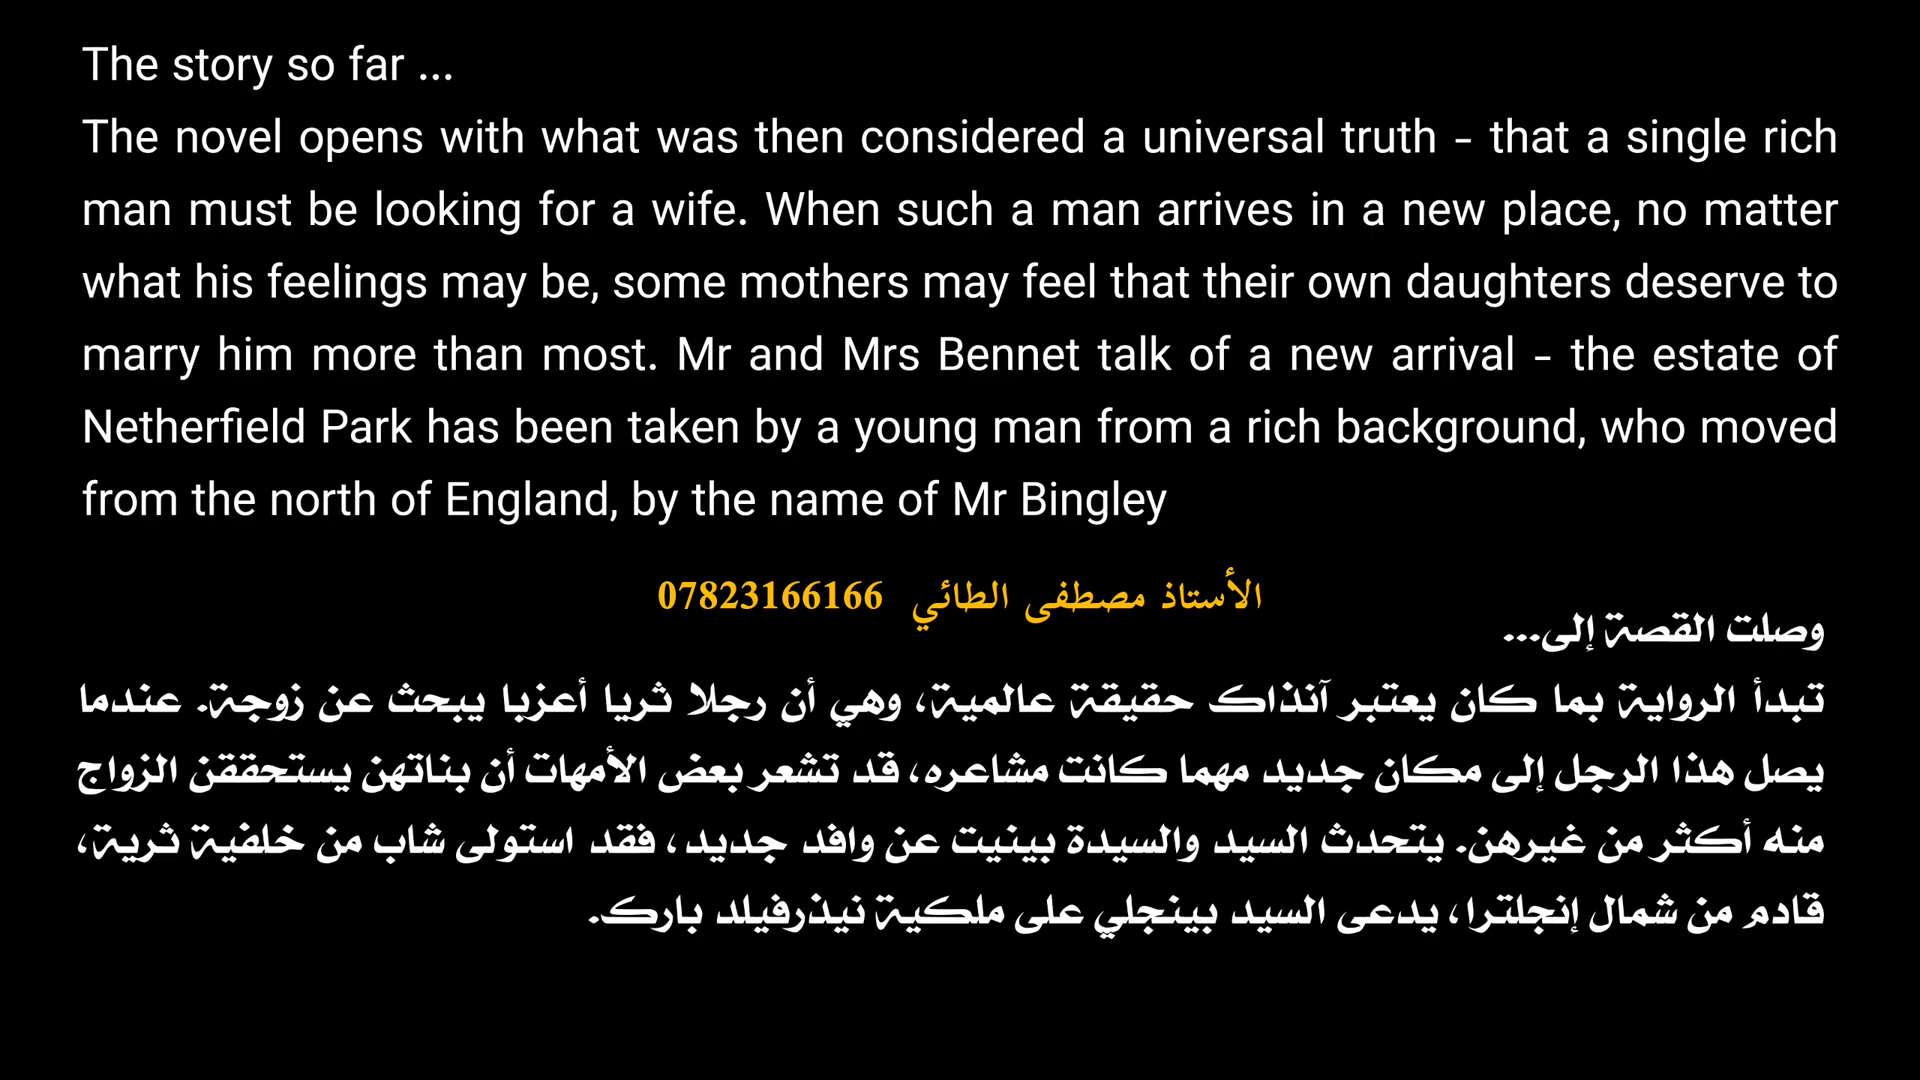 The story so far ...
The novel opens with what was then considered a universal truth - that a single rich
man must be looking for a wife. When such a man arrives in a new place, no matter
what his feelings may be, some mothers may feel that their own daughters deserve to
marry him more than most. Mr and Mrs Bennet talk of a new arrival - the estate of
Netherfield Park has been taken by a young man from a rich background, who moved
from the north of England, by the name of Mr Bingley
الأستاذ مصطفى الطائي 07823166166
وصلت القصة إلى...
تبدأ الرواية بما كان يعتبر آنذاك حقيقة عالمية، وهي أن رجلا ثريا أعزبا يبحث عن زوجة. عندما
يصل هذا الرجل إلى مكان جديد مهما كانت مشاعره، قد تشعر بعض الأمهات أن بناتهن يستحققن الزواج
منه أكثر من غيرهن. يتحدث السيد والسيدة بينيت عن وافد جديد، فقد استولى شاب من خلفية ثرية،
قادم من شمال إنجلترا، يدعى السيد بينجلي على ملكية نيذرفيلد بارك.